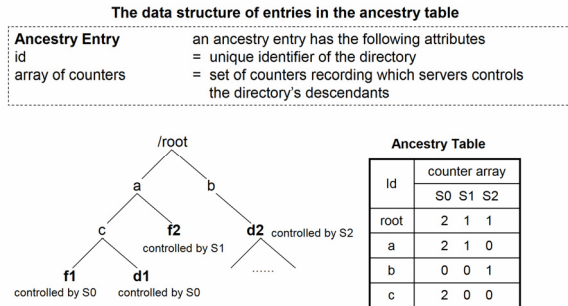 The data structure of entries in the ancestry table
Ancestry Entry an ancestry entry has the following attributes
id = unique identifier of the directory
array of counters = set of counters recording which servers controls
the directory's descendants
/root
a b
c f2 d2 controlled by S2
controlled by S1
f1 d1 ......
controlled by S0 controlled by S0
Ancestry Table
Id counter array
S0 S1 S2
root 2 1 1
a 2 1 0
b 0 0 1
c 2 0 0